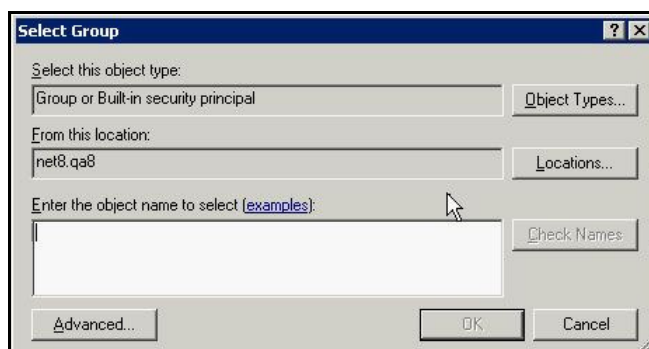 Select Group
Select this object type:
Group or Built-in security principal
Object Types...
From this location:
net8.qa8
Locations...
Enter the object name to select (examples):
Check Names
Advanced...
OK
Cancel